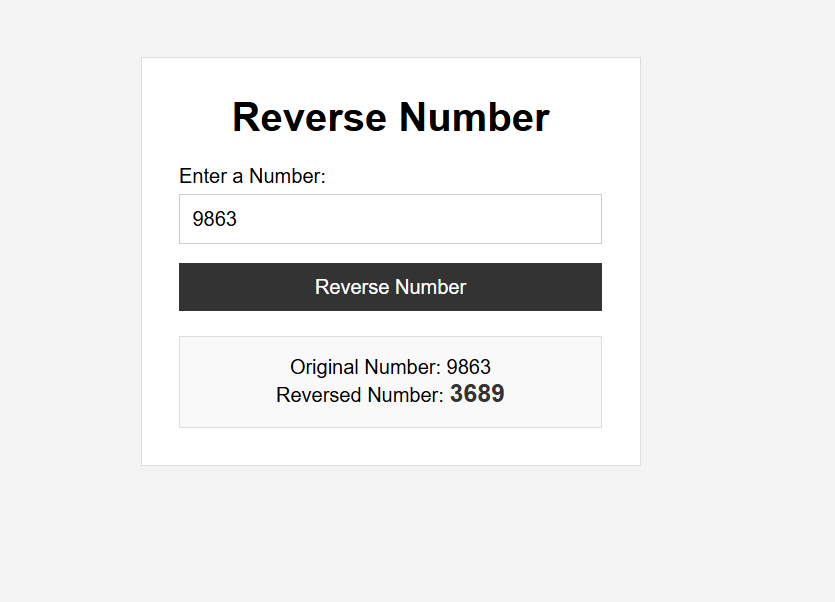 Reverse Number
Enter a Number:
9863
Reverse Number
Original Number: 9863
Reversed Number: 3689